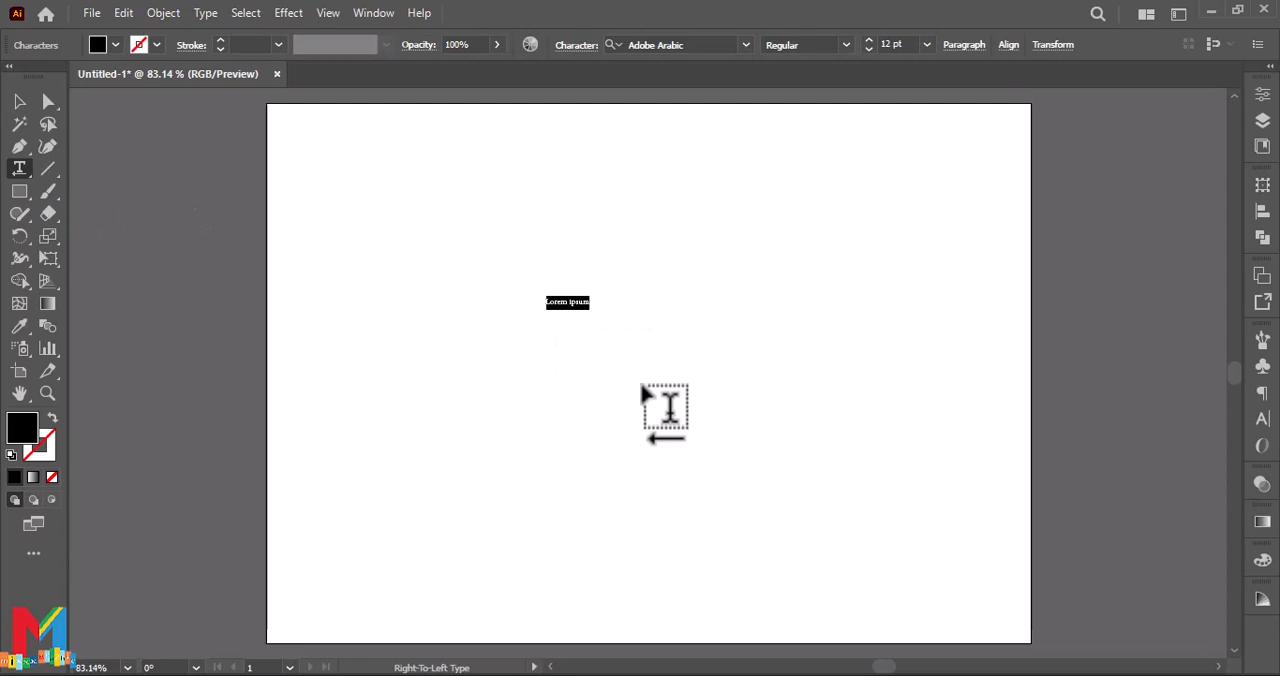 Ai File Edit Object Type Select Effect View Window Help
Characters Stroke: Opacity: 100% Character: Adobe Arabic Regular 12 pt Paragraph Align Transform
Untitled-1* @ 83.14 % (RGB/Preview)
Lorem ipsum
M
83.14% 0° 1 Right-To-Left Type